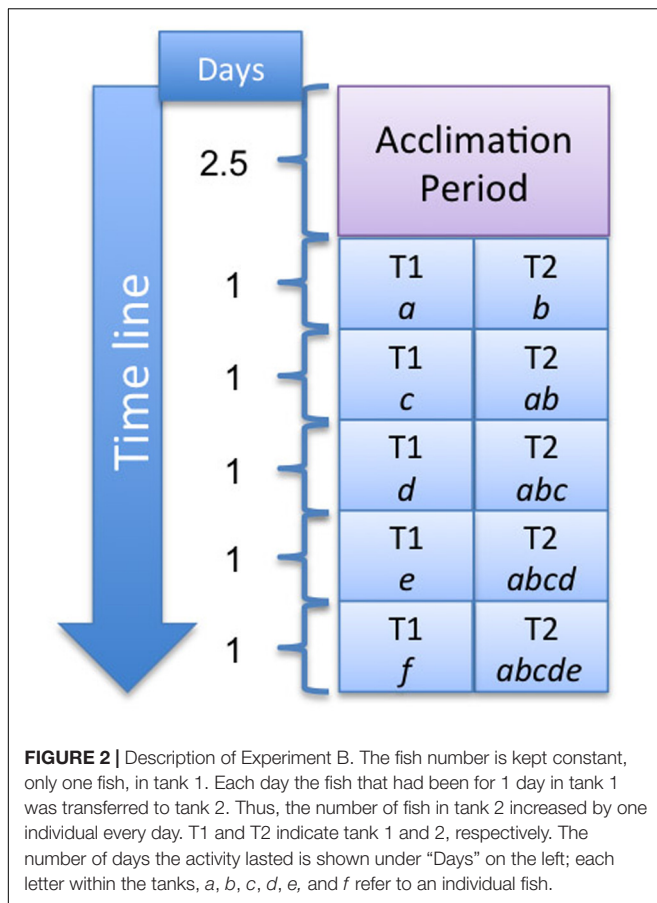 Days
Time line
2.5
Acclimation
Period
1
T1 T2
a b
1
T1 T2
c ab
1
T1 T2
d abc
1
T1 T2
e abcd
1
T1 T2
f abcde
FIGURE 2 | Description of Experiment B. The fish number is kept constant,
only one fish, in tank 1. Each day the fish that had been for 1 day in tank 1
was transferred to tank 2. Thus, the number of fish in tank 2 increased by one
individual every day. T1 and T2 indicate tank 1 and 2, respectively. The
number of days the activity lasted is shown under “Days” on the left; each
letter within the tanks, a, b, c, d, e, and f refer to an individual fish.